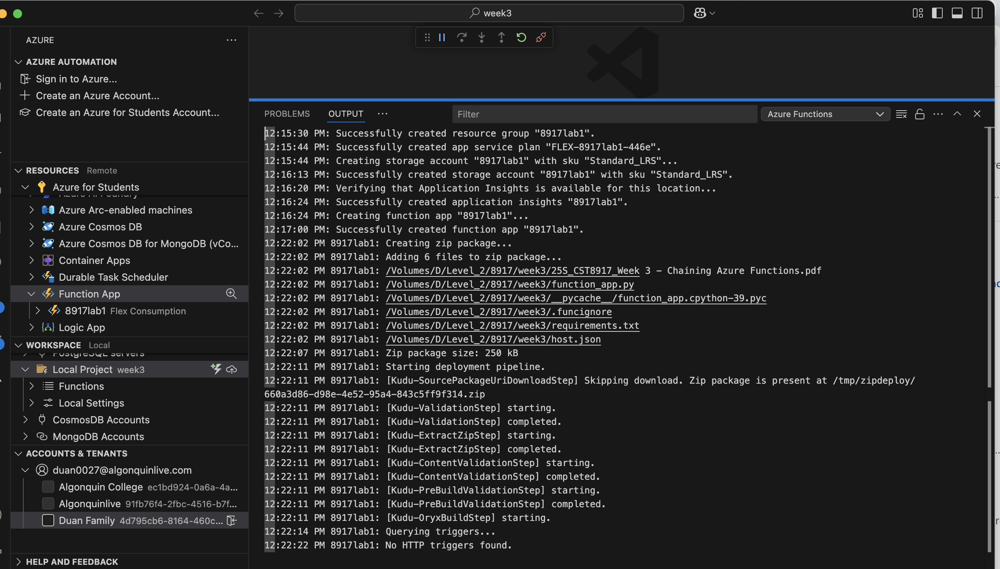 week3
AZURE
AZURE AUTOMATION
Sign in to Azure...
Create an Azure Account...
Create an Azure for Students Account...
RESOURCES Remote
Azure for Students
Azure Arc-enabled machines
Azure Cosmos DB
Azure Cosmos DB for MongoDB (vCo...
Container Apps
Durable Task Scheduler
Function App
8917lab1 Flex Consumption
Logic App
WORKSPACE Local
PostgreSQL servers
Local Project week3
Functions
Local Settings
CosmosDB Accounts
MongoDB Accounts
ACCOUNTS & TENANTS
duan0027@algonquinlive.com
Algonquin College ec1bd924-0a6a-4a...
Algonquinlive 91fb76f4-2fbc-4516-b7f...
Duan Family 4d795cb6-8164-460c...
HELP AND FEEDBACK
PROBLEMS OUTPUT ... Filter Azure Functions
12:15:30 PM: Successfully created resource group "8917lab1".
12:15:44 PM: Successfully created app service plan "FLEX-8917lab1-446e".
12:15:44 PM: Creating storage account "8917lab1" with sku "Standard_LRS"...
12:16:13 PM: Successfully created storage account "8917lab1" with sku "Standard_LRS".
12:16:20 PM: Verifying that Application Insights is available for this location...
12:16:24 PM: Successfully created application insights "8917lab1".
12:16:24 PM: Creating function app "8917lab1"...
12:17:00 PM: Successfully created function app "8917lab1".
12:22:02 PM 8917lab1: Creating zip package...
12:22:02 PM 8917lab1: Adding 6 files to zip package...
12:22:02 PM 8917lab1: /Volumes/D/Level_2/8917/week3/25S_CST8917_Week 3 - Chaining Azure Functions.pdf
12:22:02 PM 8917lab1: /Volumes/D/Level_2/8917/week3/function_app.py
12:22:02 PM 8917lab1: /Volumes/D/Level_2/8917/week3/__pycache__/function_app.cpython-39.pyc
12:22:02 PM 8917lab1: /Volumes/D/Level_2/8917/week3/.funcignore
12:22:02 PM 8917lab1: /Volumes/D/Level_2/8917/week3/requirements.txt
12:22:02 PM 8917lab1: /Volumes/D/Level_2/8917/week3/host.json
12:22:07 PM 8917lab1: Zip package size: 250 kB
12:22:11 PM 8917lab1: Starting deployment pipeline.
12:22:11 PM 8917lab1: [Kudu-SourcePackageUriDownloadStep] Skipping download. Zip package is present at /tmp/zipdeploy/
660a3d86-d98e-4e52-95a4-843c5ff9f314.zip
12:22:11 PM 8917lab1: [Kudu-ValidationStep] starting.
12:22:11 PM 8917lab1: [Kudu-ValidationStep] completed.
12:22:11 PM 8917lab1: [Kudu-ExtractZipStep] starting.
12:22:11 PM 8917lab1: [Kudu-ExtractZipStep] completed.
12:22:11 PM 8917lab1: [Kudu-ContentValidationStep] starting.
12:22:11 PM 8917lab1: [Kudu-ContentValidationStep] completed.
12:22:11 PM 8917lab1: [Kudu-PreBuildValidationStep] starting.
12:22:11 PM 8917lab1: [Kudu-PreBuildValidationStep] completed.
12:22:11 PM 8917lab1: [Kudu-OryxBuildStep] starting.
12:22:14 PM 8917lab1: Querying triggers...
12:22:22 PM 8917lab1: No HTTP triggers found.